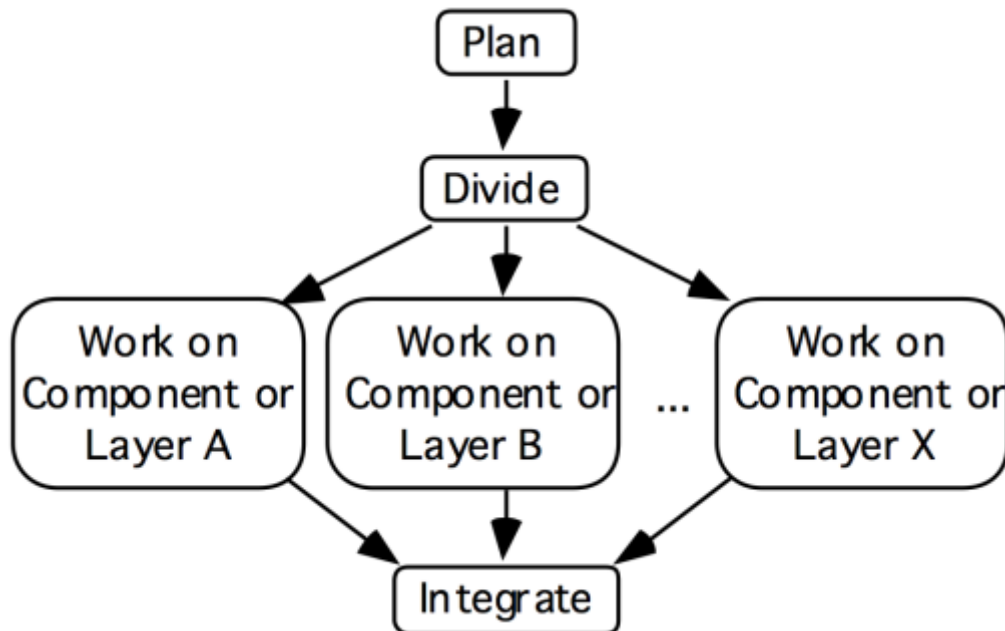 Plan
Divide
Work on
Component or
Layer A
Work on
Component or
Layer B
...
Work on
Component or
Layer X
Integrate